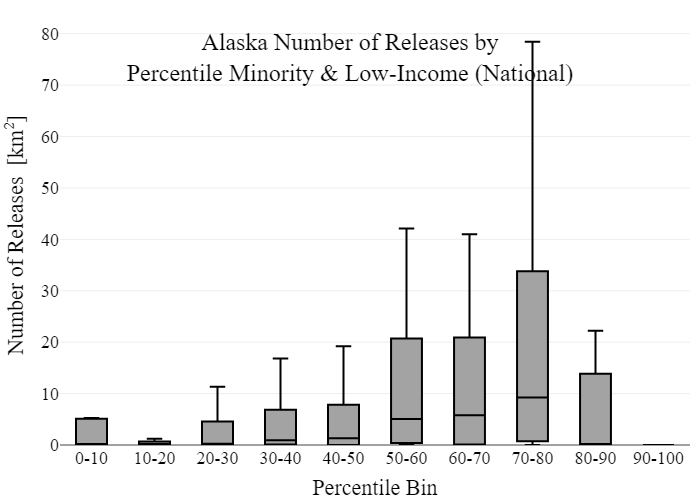 Alaska Number of Releases by
Percentile Minority & Low-Income (National)
Number of Releases [km²]
80
70
60
50
40
30
20
10
0
0-10 10-20 20-30 30-40 40-50 50-60 60-70 70-80 80-90 90-100
Percentile Bin